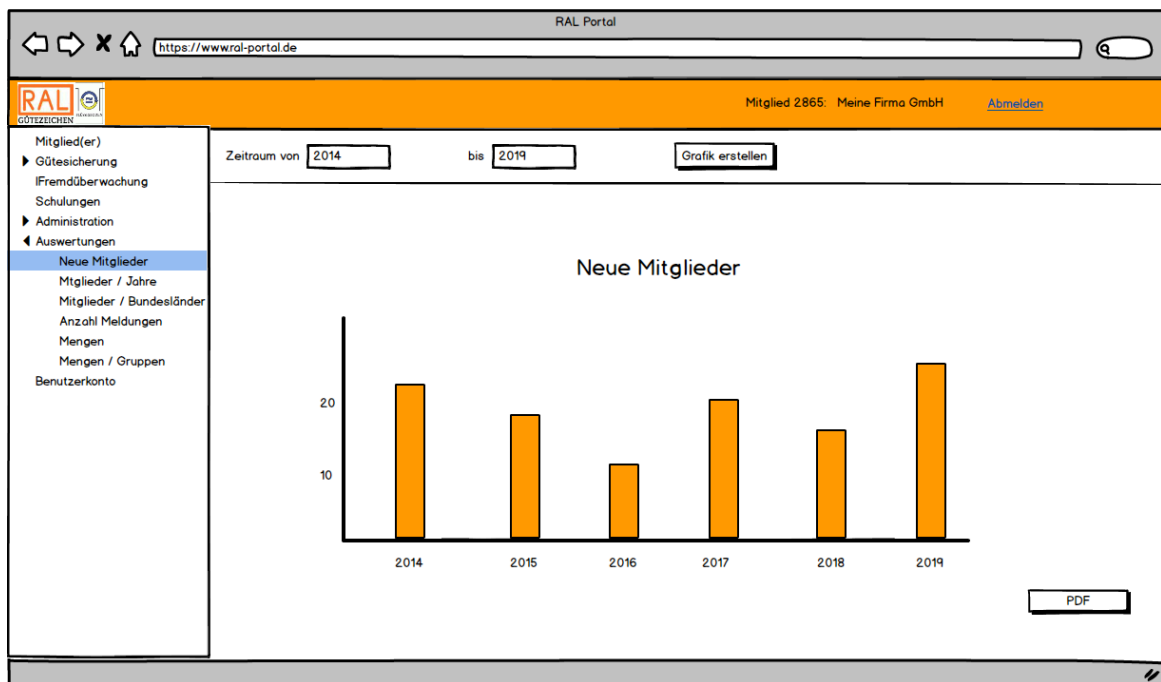 RAL Portal
https://www.ral-portal.de
RAL
GÜTEZEICHEN
Mitglied 2865: Meine Firma GmbH Abmelden
Mitglied(er)
Gütesicherung
IFremdüberwachung
Schulungen
Administration
Auswertungen
Neue Mitglieder
Mtglieder / Jahre
Mitglieder / Bundesländer
Anzahl Meldungen
Mengen
Mengen / Gruppen
Benutzerkonto
Zeitraum von 2014 bis 2019 Grafik erstellen
Neue Mitglieder
20
10
2014 2015 2016 2017 2018 2019
PDF